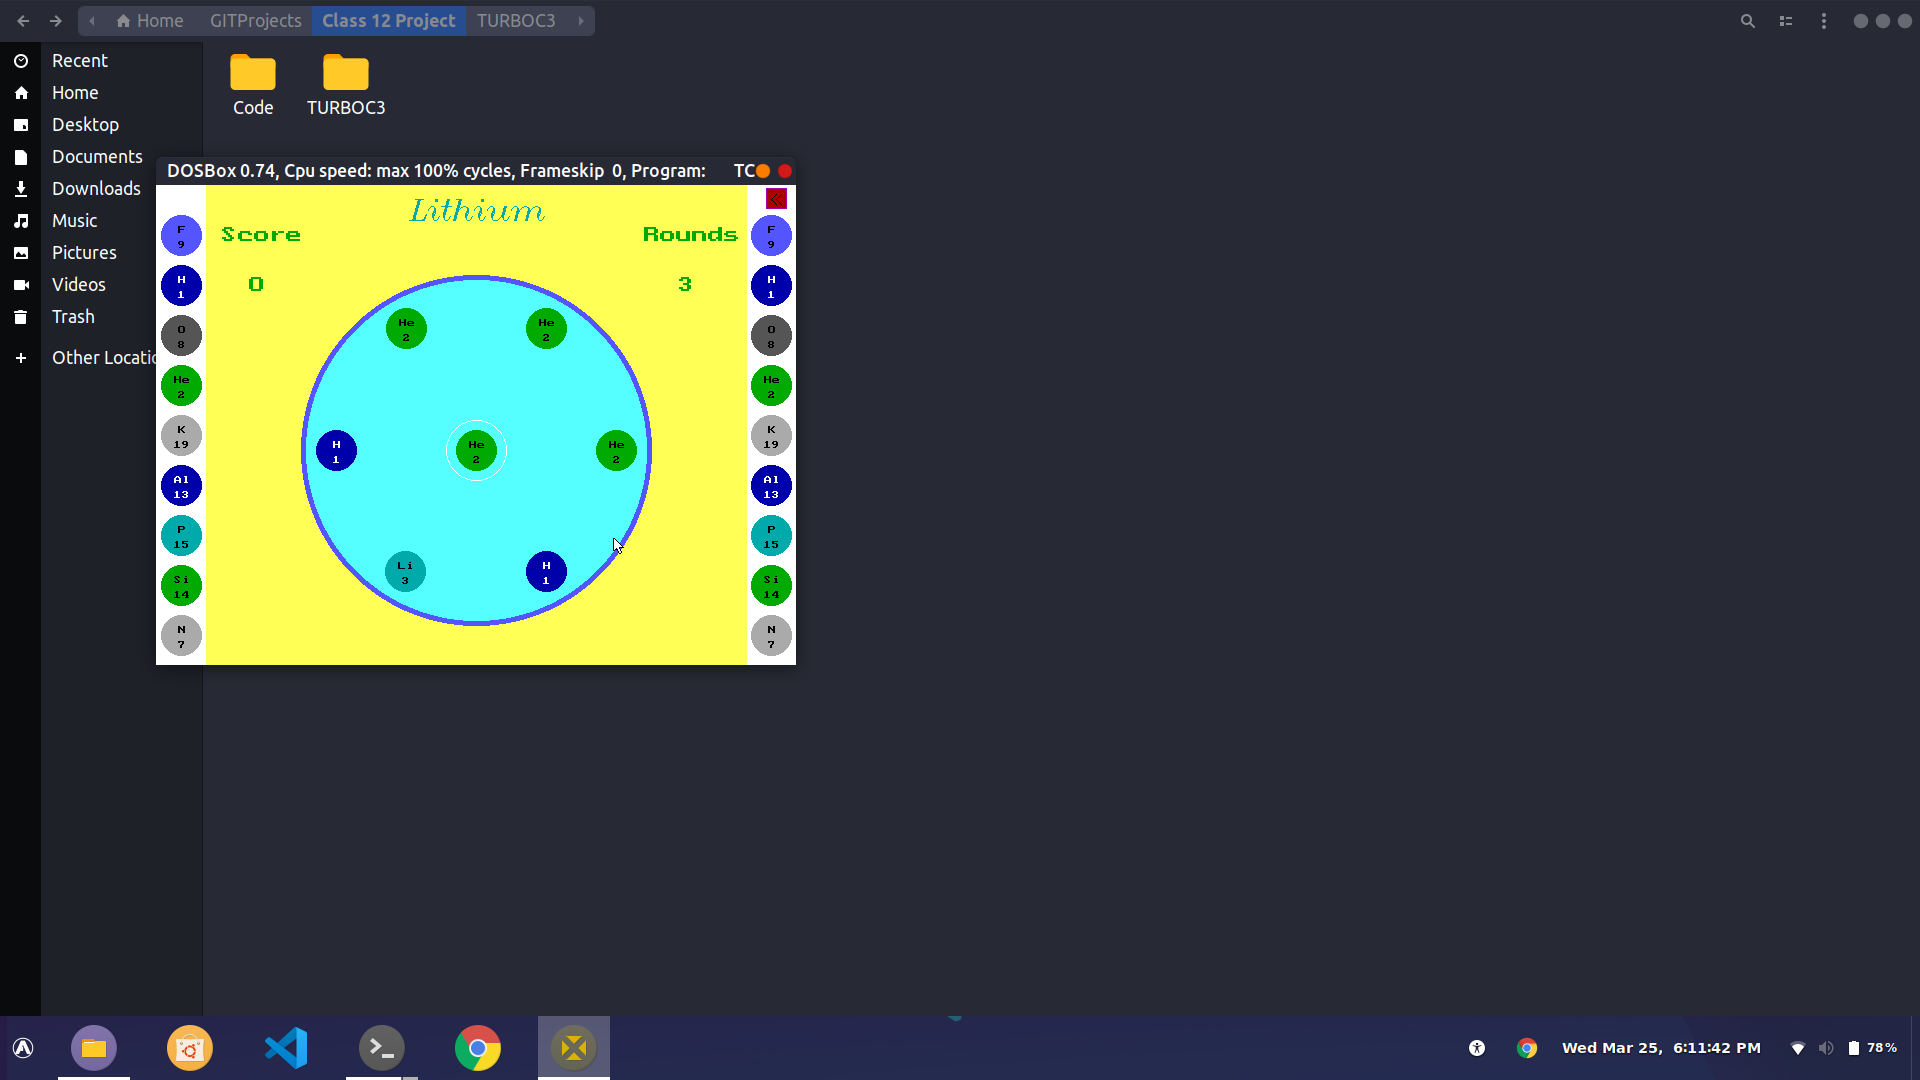 Home GITProjects Class 12 Project TURBOC3
Recent
Home
Desktop
Documents
Downloads
Music
Pictures
Videos
Trash
Other Locatio
Code TURBOC3
DOSBox 0.74, Cpu speed: max 100% cycles, Frameskip 0, Program: TC
Lithium
Score Rounds
0 3
F
9
H
1
O
8
He
2
K
19
Al
13
P
15
Si
14
N
7
He
2
He
2
H
1
He
2
He
2
Li
3
H
1
F
9
H
1
O
8
He
2
K
19
Al
13
P
15
Si
14
N
7
Wed Mar 25, 6:11:42 PM 78%